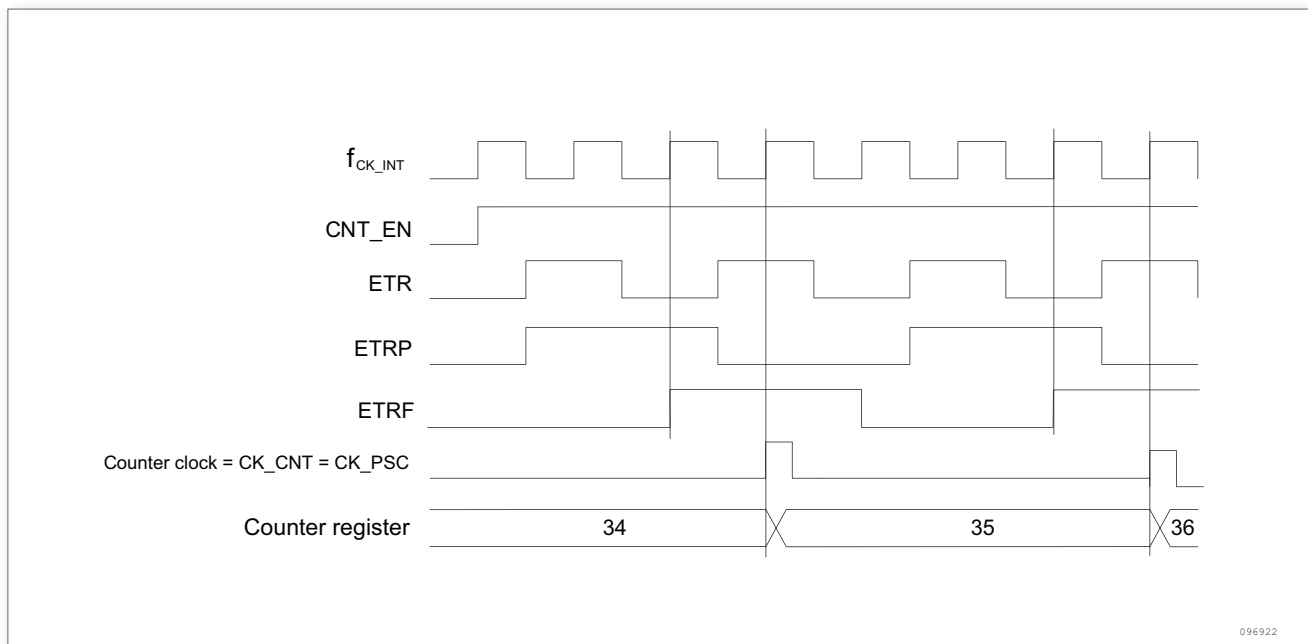 fCK_INT
CNT_EN
ETR
ETRP
ETRF
Counter clock = CK_CNT = CK_PSC
Counter register 34 35 36
096922